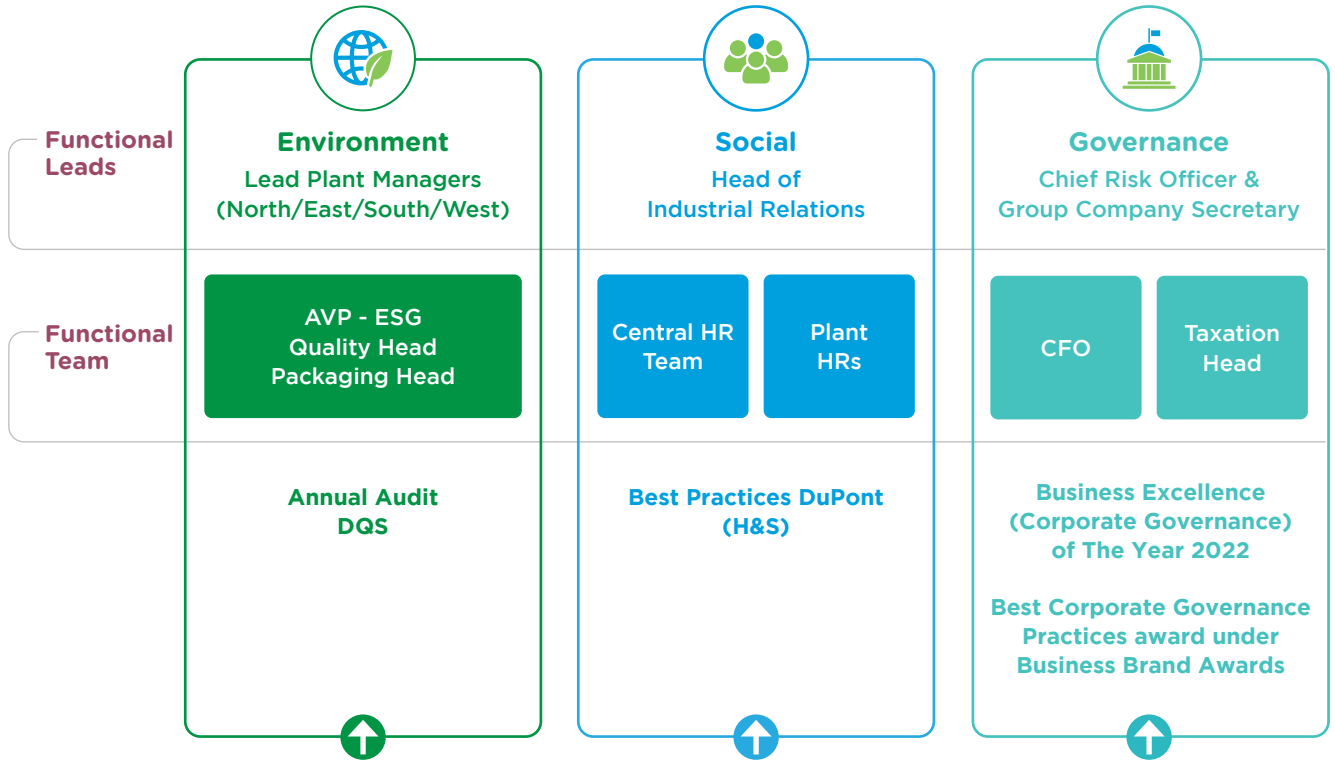 Functional
Leads
Environment
Lead Plant Managers
(North/East/South/West)
Social
Head of
Industrial Relations
Governance
Chief Risk Officer &
Group Company Secretary
Functional
Team
AVP - ESG
Quality Head
Packaging Head
Central HR
Team
Plant
HRs
CFO
Taxation
Head
Annual Audit
DQS
Best Practices DuPont
(H&S)
Business Excellence
(Corporate Governance)
of The Year 2022
Best Corporate Governance
Practices award under
Business Brand Awards